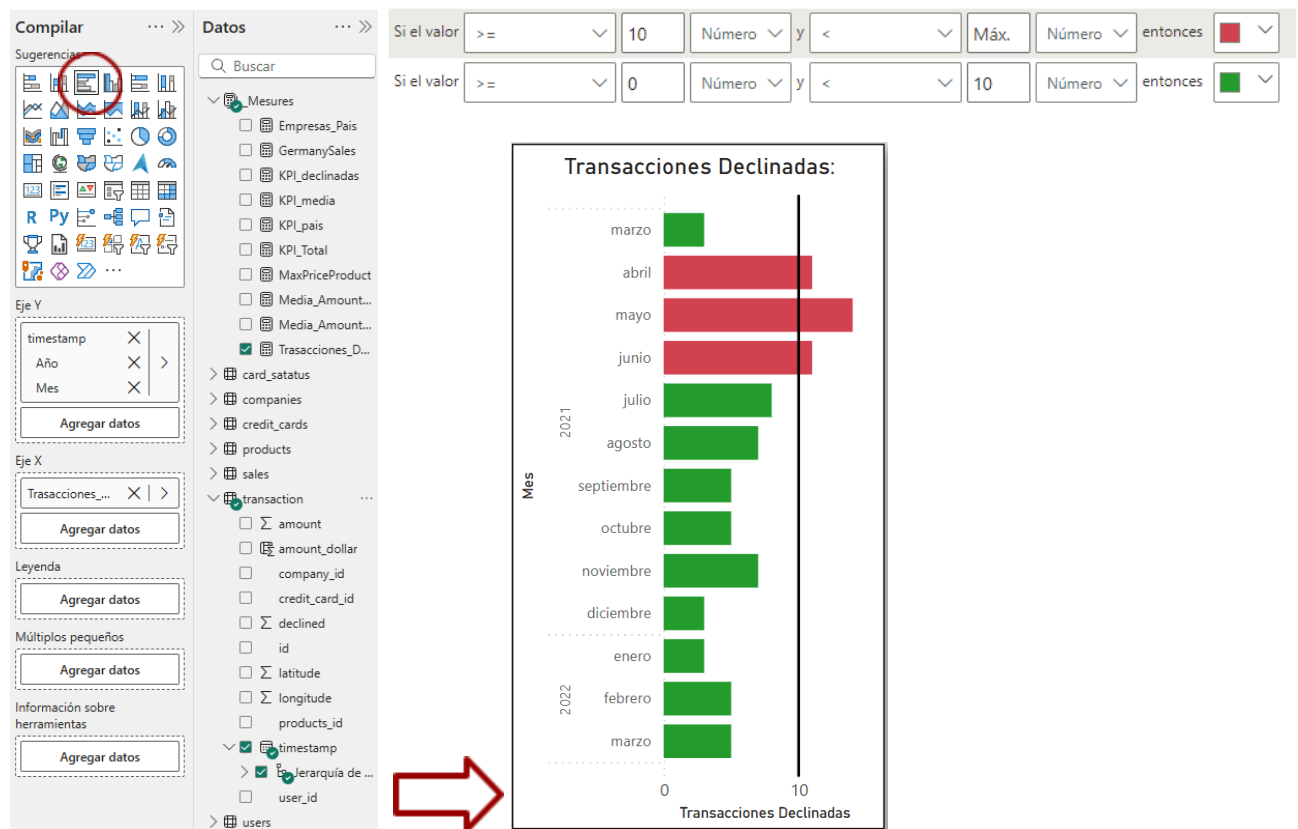 Compilar
Sugerencias
123
R Py
123
Eje Y
timestamp
Año
Mes
Agregar datos
Eje X
Trasacciones_...
Agregar datos
Leyenda
Agregar datos
Múltiplos pequeños
Agregar datos
Información sobre
herramientas
Agregar datos
Datos
Buscar
_Mesures
Empresas_Pais
GermanySales
KPI_declinadas
KPI_media
KPI_pais
KPI_Total
MaxPriceProduct
Media_Amount...
Media_Amount...
Trasacciones_D...
card_satatus
companies
credit_cards
products
sales
transaction
amount
amount_dollar
company_id
credit_card_id
declined
id
latitude
longitude
products_id
timestamp
Jerarquía de ...
user_id
users
Si el valor >= 10 Número y < Máx. Número entonces
Si el valor >= 0 Número y < 10 Número entonces
Transacciones Declinadas:
marzo
abril
mayo
junio
julio
agosto
septiembre
octubre
noviembre
diciembre
enero
febrero
marzo
2021
2022
Mes
0 10
Transacciones Declinadas